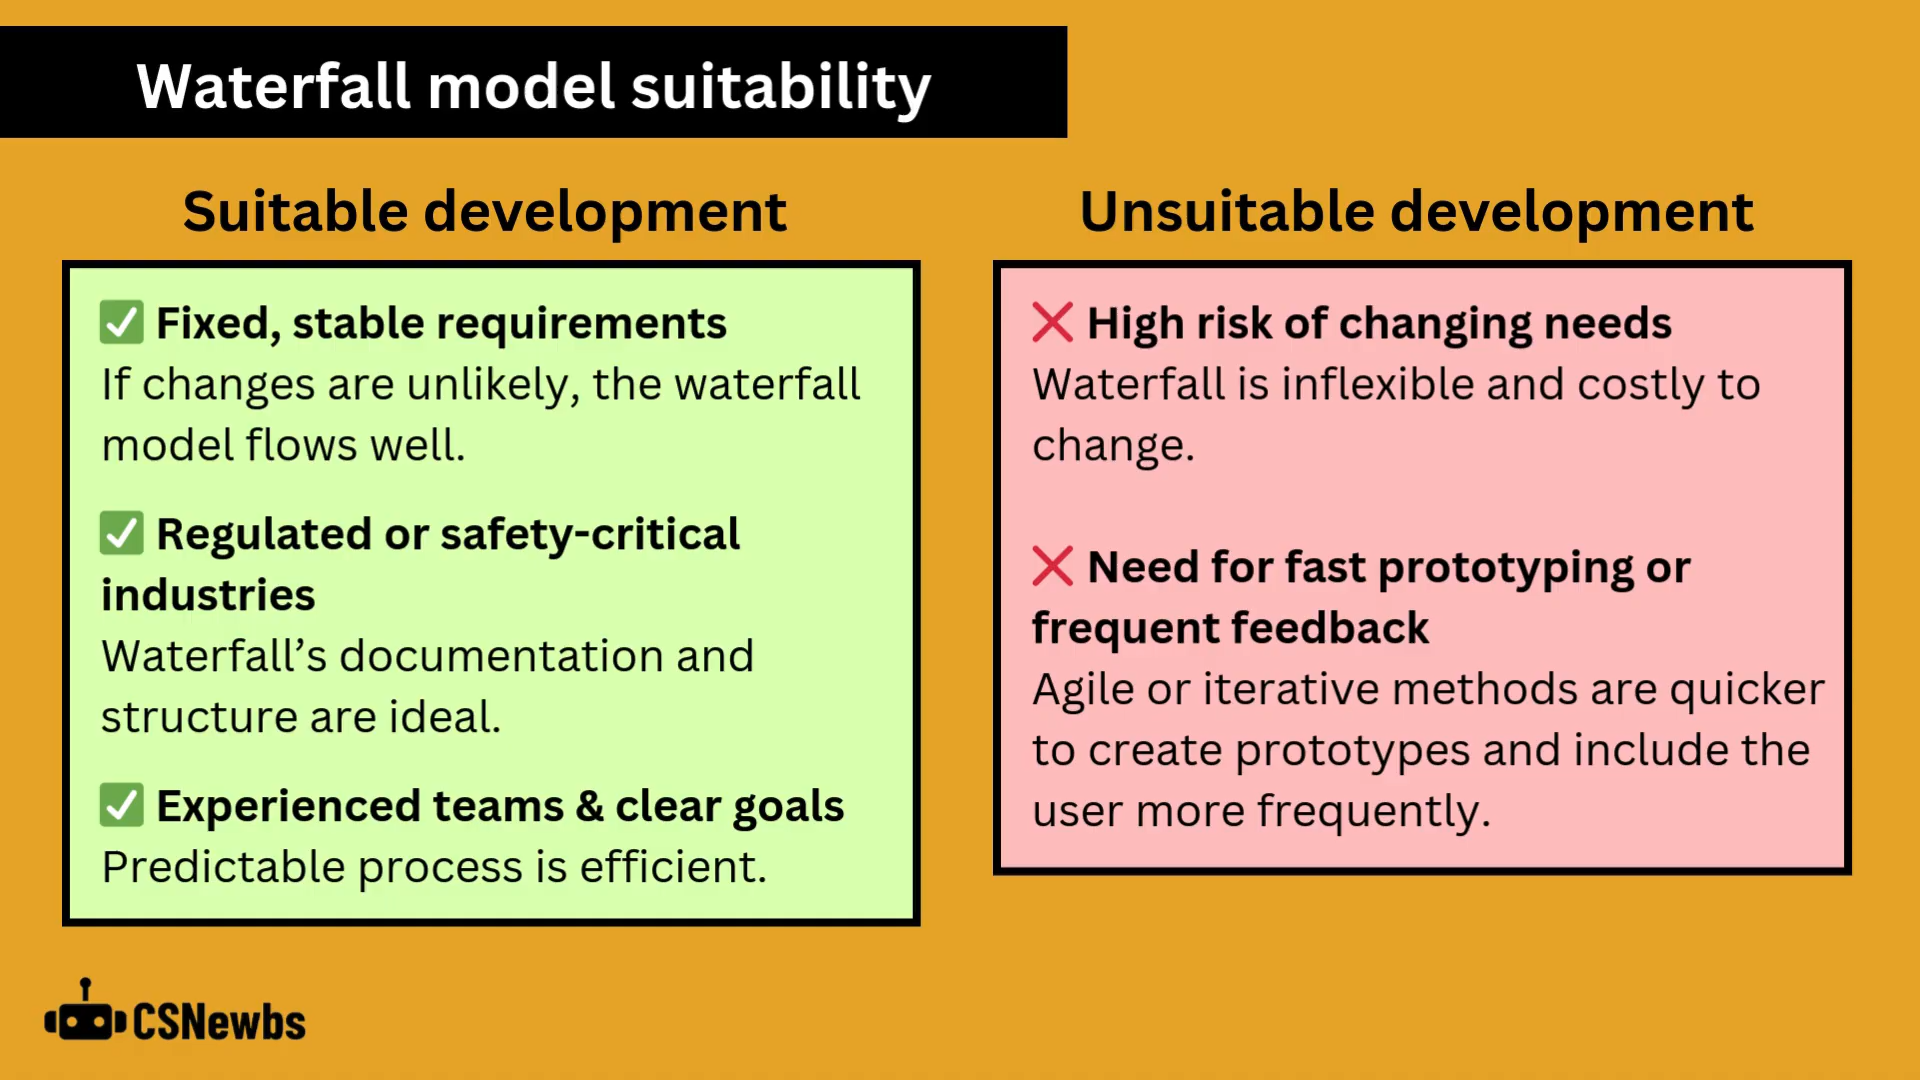 Waterfall model suitability
Suitable development
✅ Fixed, stable requirements
If changes are unlikely, the waterfall
model flows well.
✅ Regulated or safety-critical
industries
Waterfall’s documentation and
structure are ideal.
✅ Experienced teams & clear goals
Predictable process is efficient.
Unsuitable development
❌ High risk of changing needs
Waterfall is inflexible and costly to
change.
❌ Need for fast prototyping or
frequent feedback
Agile or iterative methods are quicker
to create prototypes and include the
user more frequently.
CSNewbs